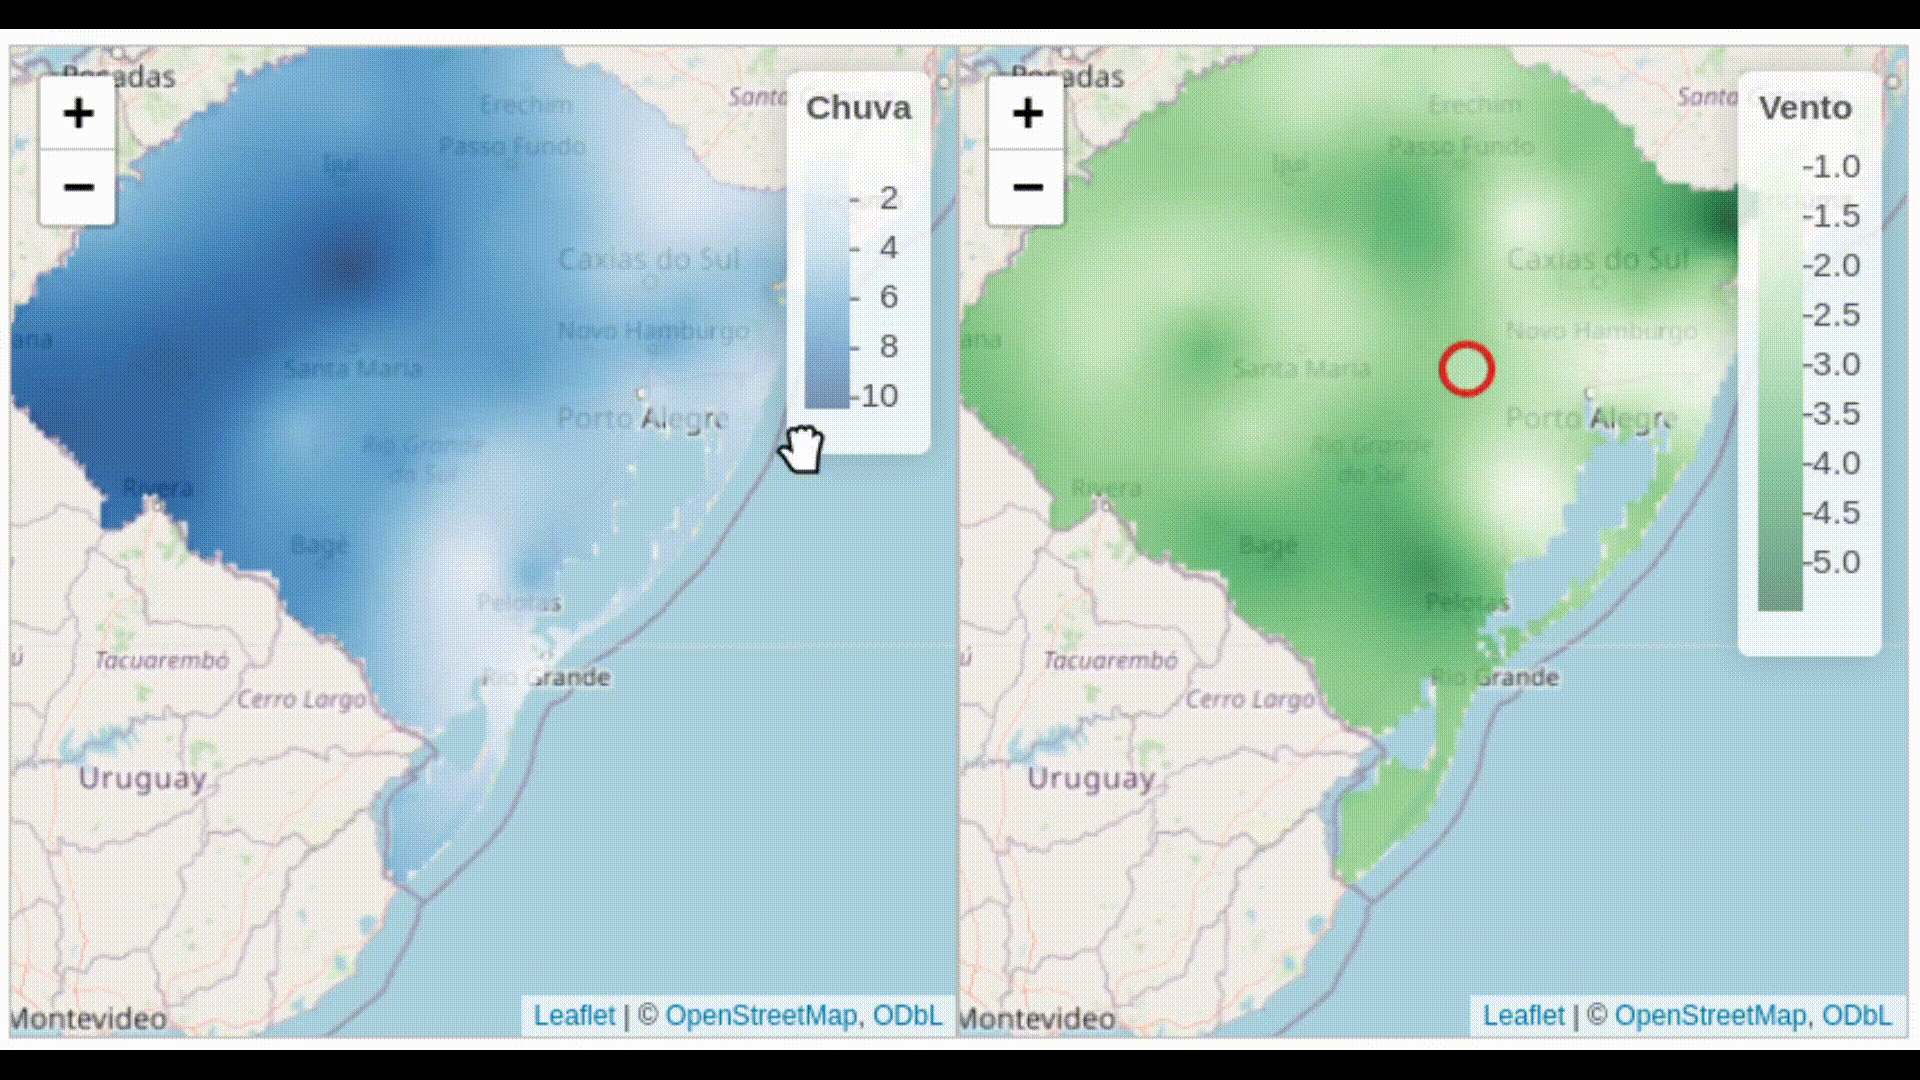 Posadas
+
−
Erechim
Passo Fundo
Ijuí
Santa
Chuva
2
4
6
8
10
Caxias do Sul
Novo Hamburgo
ana
Santa Maria
Porto Alegre
Rio Grande
do Sul
Rivera
Bagé
Pelotas
Rio Grande
ú
Tacuarembó
Cerro Largo
Uruguay
Montevideo
Leaflet | © OpenStreetMap, ODbL
Posadas
+
−
Erechim
Passo Fundo
Ijuí
Santa
Vento
1.0
1.5
2.0
2.5
3.0
3.5
4.0
4.5
5.0
Caxias do Sul
Novo Hamburgo
ana
Santa Maria
Porto Alegre
Rio Grande
do Sul
Rivera
Bagé
Pelotas
Rio Grande
ú
Tacuarembó
Cerro Largo
Uruguay
Montevideo
Leaflet | © OpenStreetMap, ODbL